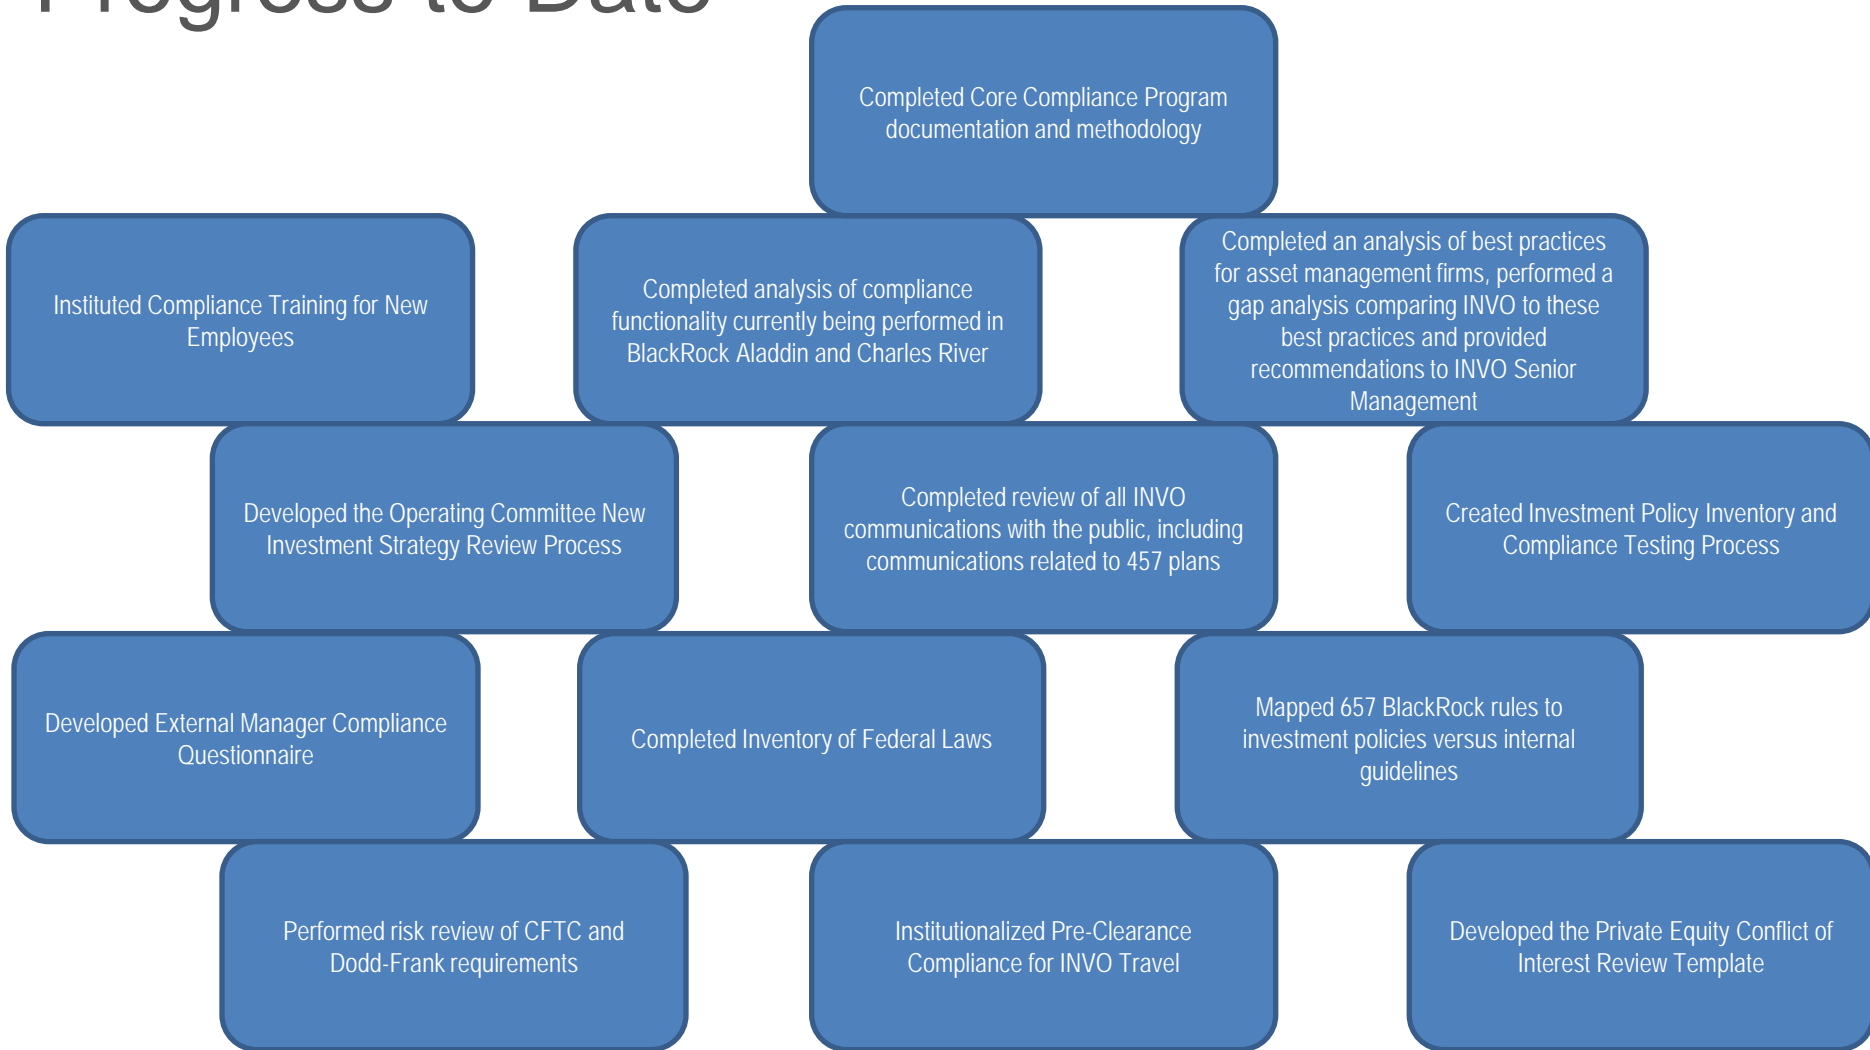 Progress to Date
Completed Core Compliance Program
documentation and methodology
Instituted Compliance Training for New
Employees
Completed analysis of compliance
functionality currently being performed in
BlackRock Aladdin and Charles River
Completed an analysis of best practices
for asset management firms, performed a
gap analysis comparing INVO to these
best practices and provided
recommendations to INVO Senior
Management
Developed the Operating Committee New
Investment Strategy Review Process
Completed review of all INVO
communications with the public, including
communications related to 457 plans
Created Investment Policy Inventory and
Compliance Testing Process
Developed External Manager Compliance
Questionnaire
Completed Inventory of Federal Laws
Mapped 657 BlackRock rules to
investment policies versus internal
guidelines
Performed risk review of CFTC and
Dodd-Frank requirements
Institutionalized Pre-Clearance
Compliance for INVO Travel
Developed the Private Equity Conflict of
Interest Review Template